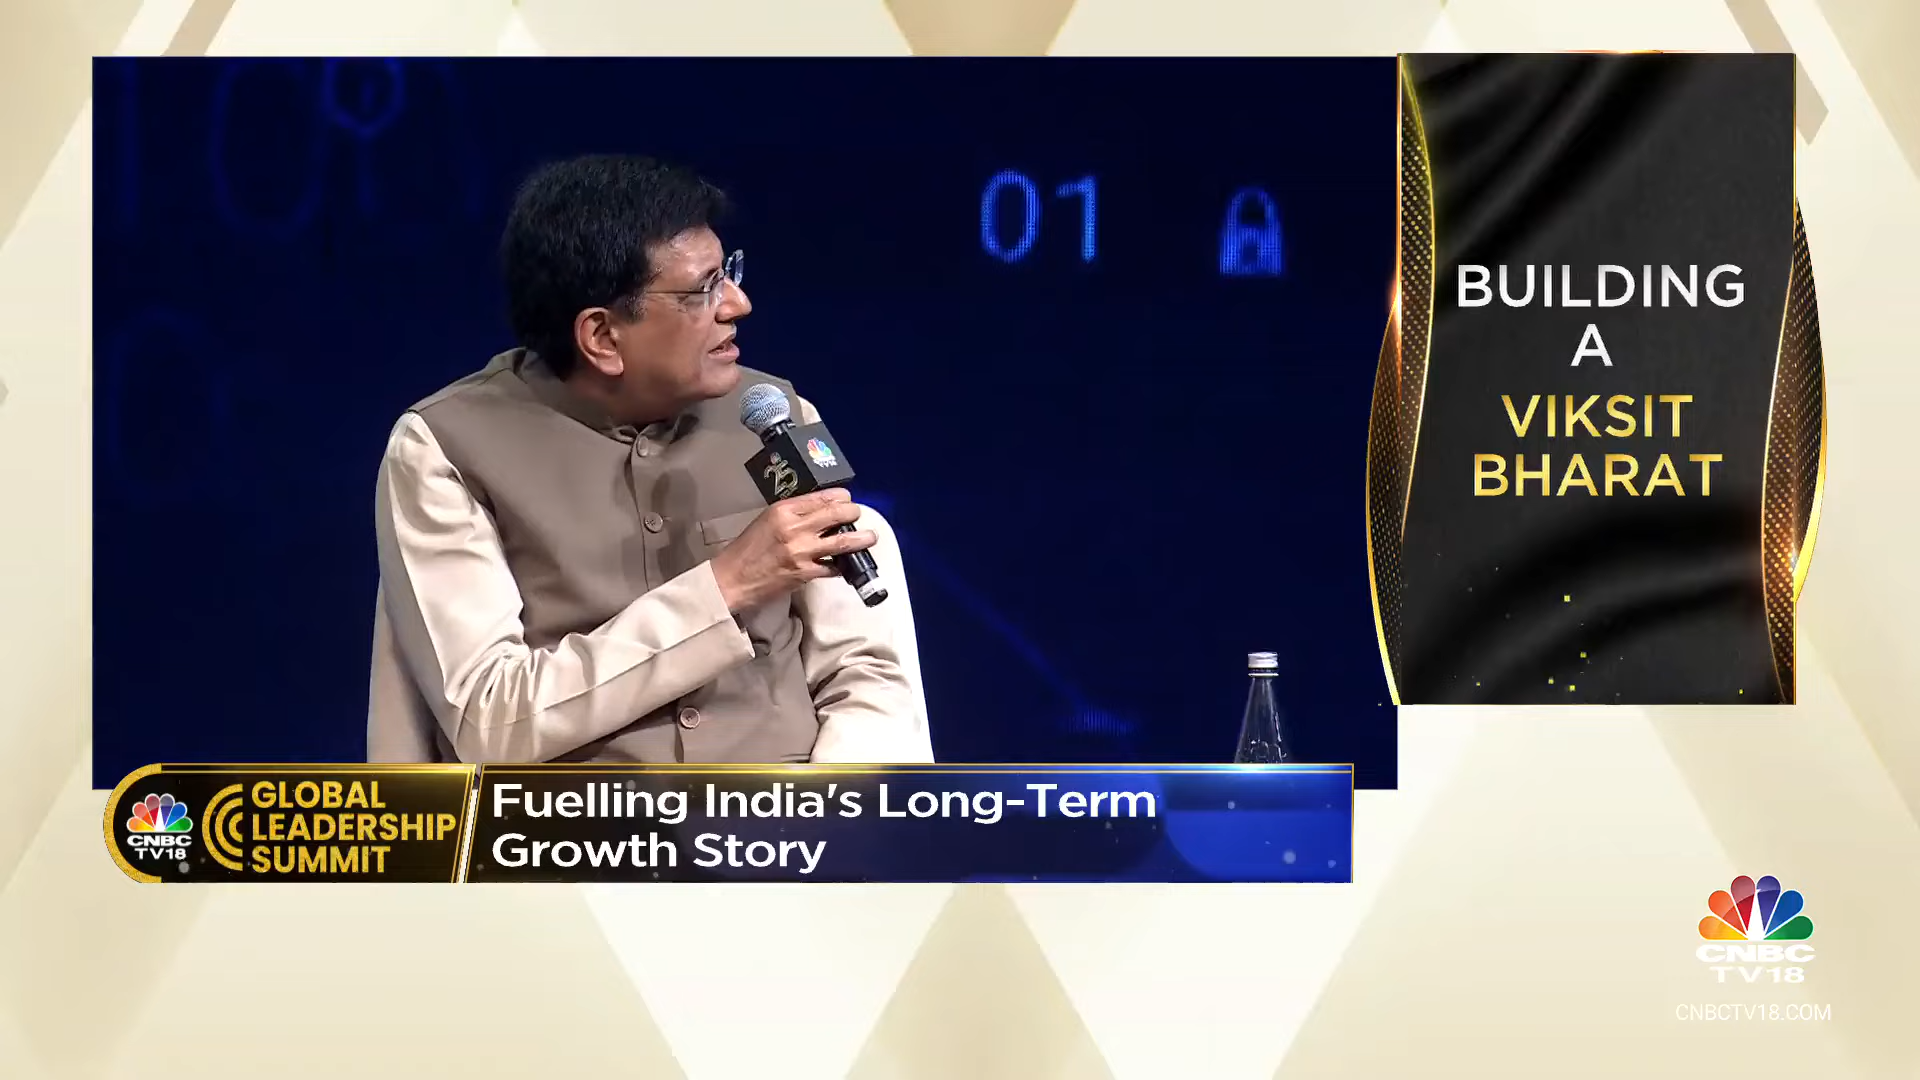 01
BUILDING
A
VIKSIT
BHARAT
25
CNBC
TV18
GLOBAL
LEADERSHIP
SUMMIT
Fuelling India's Long-Term
Growth Story
CNBC
TV18
CNBCTV18.COM